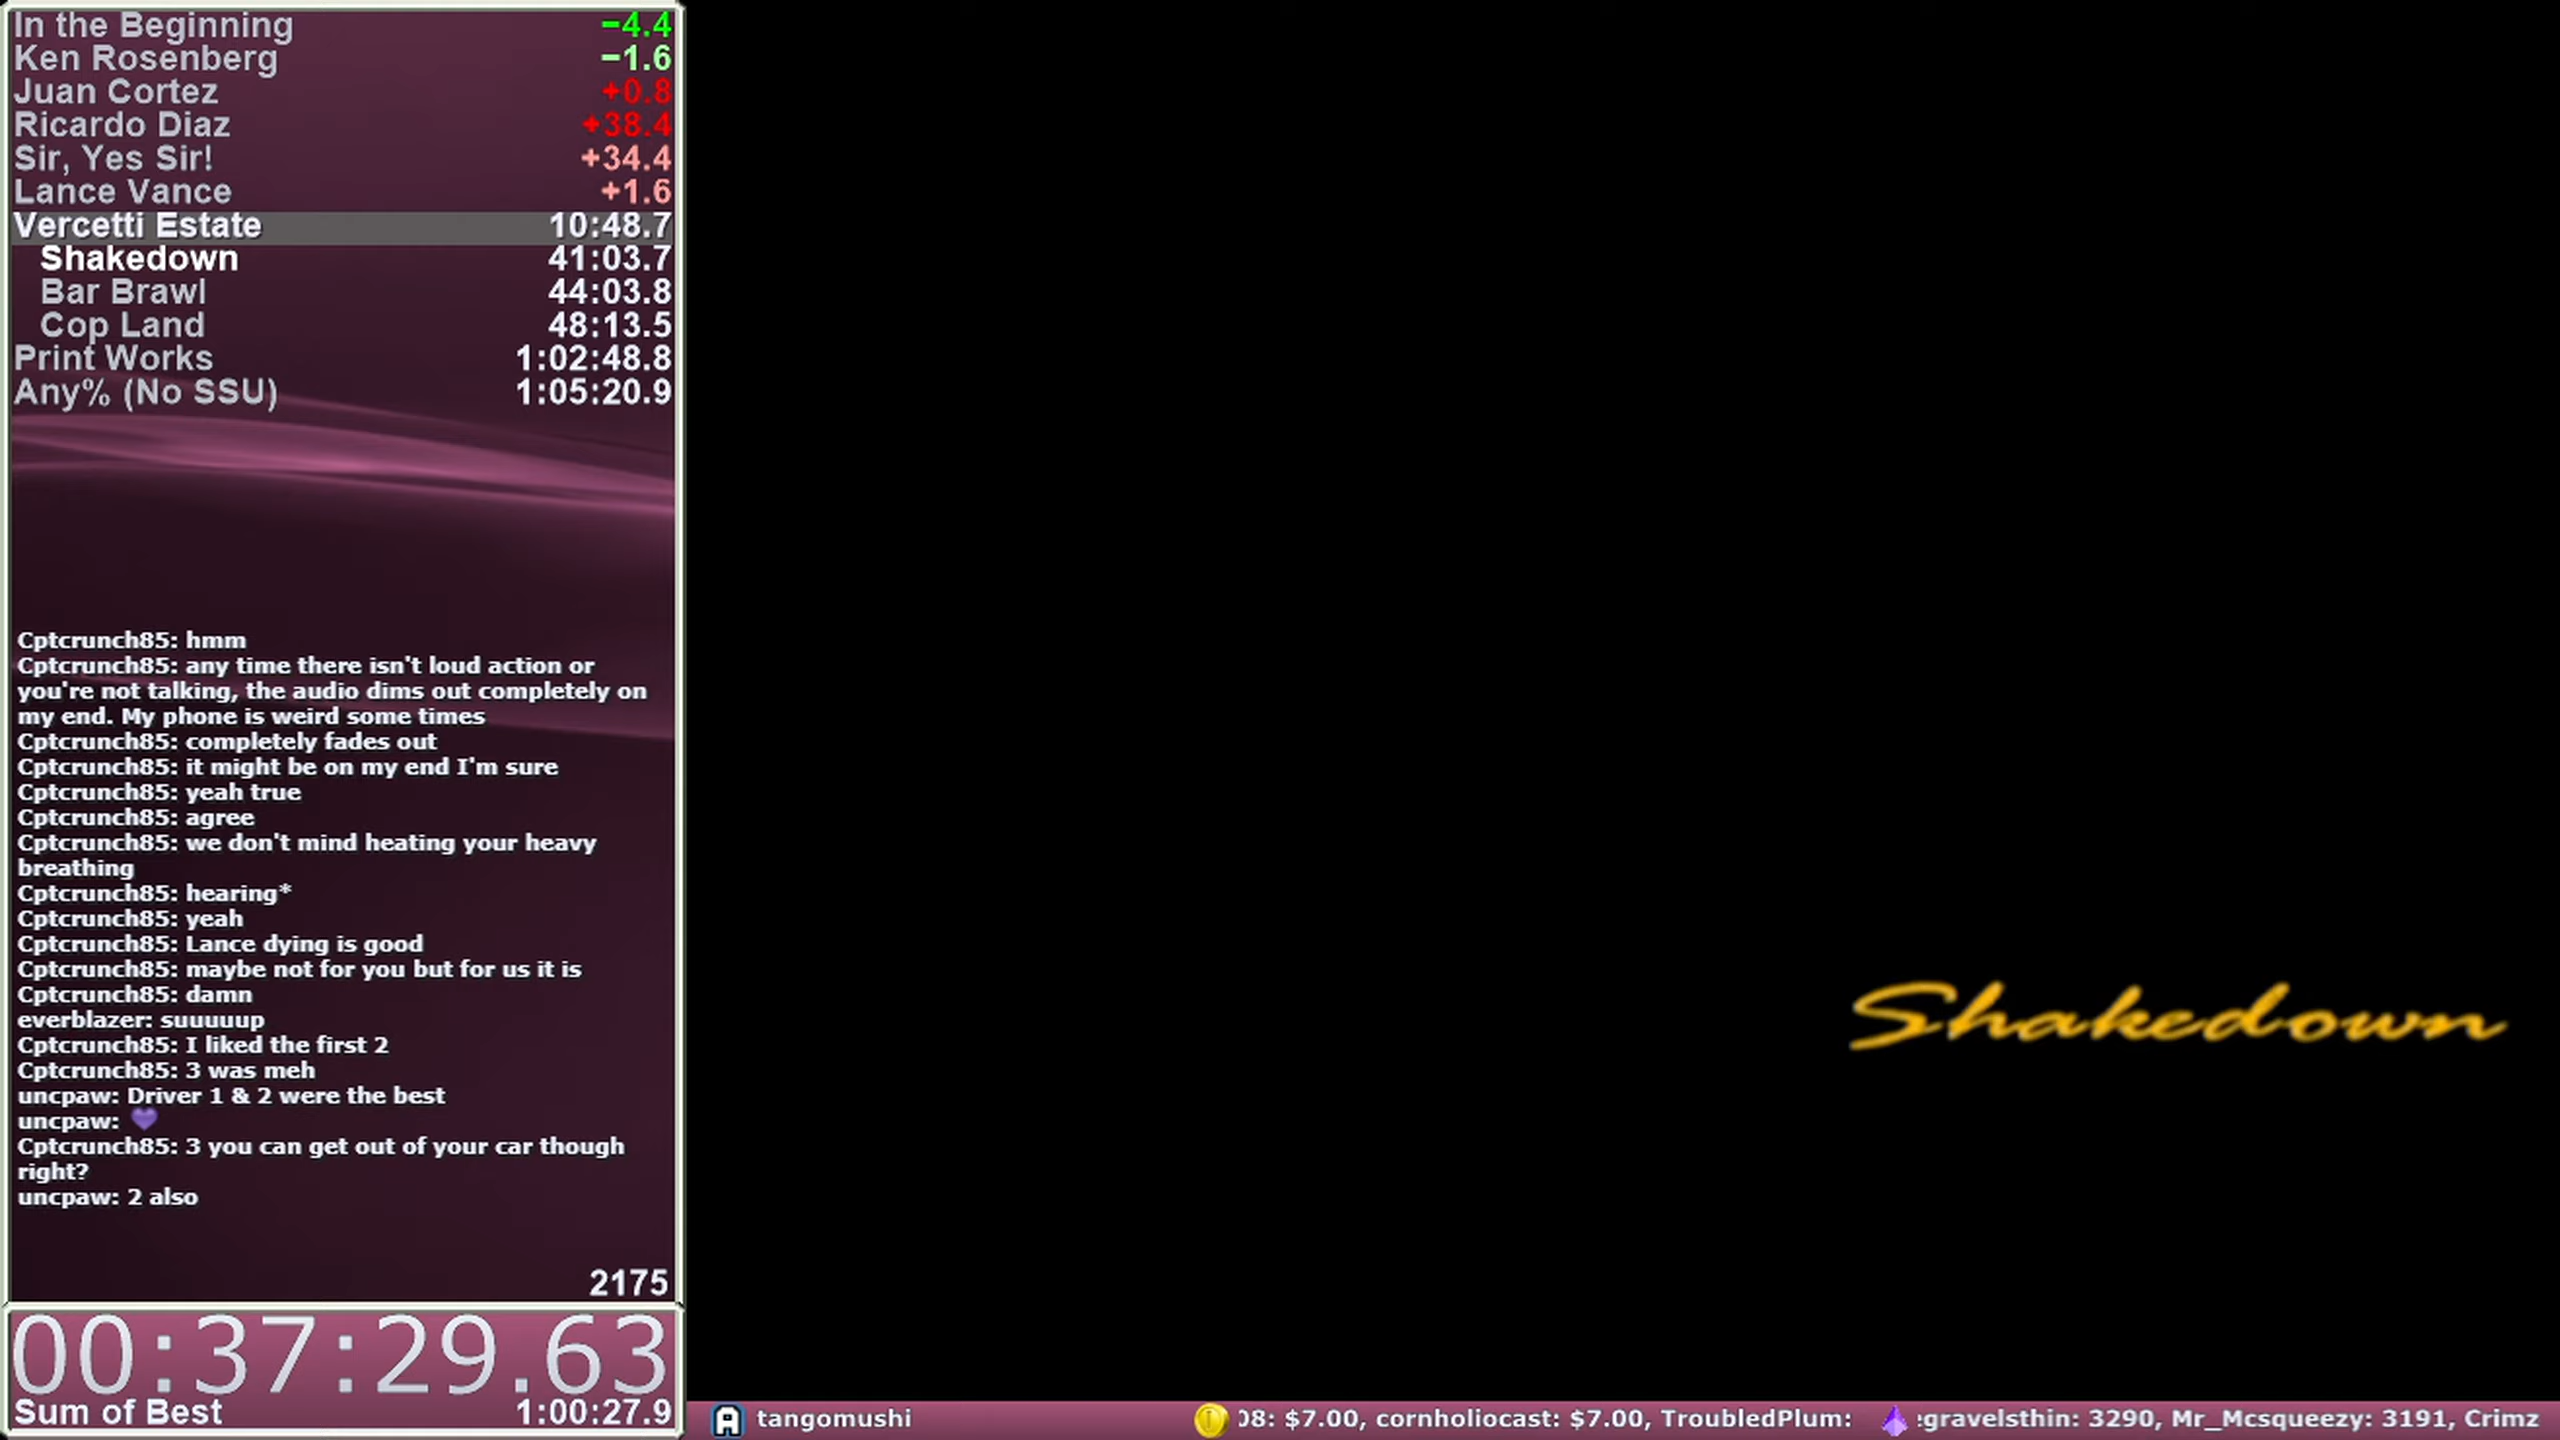 In the Beginning -4.4
Ken Rosenberg -1.6
Juan Cortez +0.8
Ricardo Diaz +38.4
Sir, Yes Sir! +34.4
Lance Vance +1.6
Vercetti Estate 10:48.7
Shakedown 41:03.7
Bar Brawl 44:03.8
Cop Land 48:13.5
Print Works 1:02:48.8
Any% (No SSU) 1:05:20.9
Cptcrunch85: hmm
Cptcrunch85: any time there isn't loud action or
you're not talking, the audio dims out completely on
my end. My phone is weird some times
Cptcrunch85: completely fades out
Cptcrunch85: it might be on my end I'm sure
Cptcrunch85: yeah true
Cptcrunch85: agree
Cptcrunch85: we don't mind heating your heavy
breathing
Cptcrunch85: hearing*
Cptcrunch85: yeah
Cptcrunch85: Lance dying is good
Cptcrunch85: maybe not for you but for us it is
Cptcrunch85: damn
everblazer: suuuuup
Cptcrunch85: I liked the first 2
Cptcrunch85: 3 was meh
uncpaw: Driver 1 & 2 were the best
uncpaw: 💜
Cptcrunch85: 3 you can get out of your car though
right?
uncpaw: 2 also
2175
00:37:29.63
Sum of Best 1:00:27.9
Shakedown
A tangomushi
08: $7.00, cornholiocast: $7.00, TroubledPlum:
gravelsthin: 3290, Mr_Mcsqueezy: 3191, Crimz